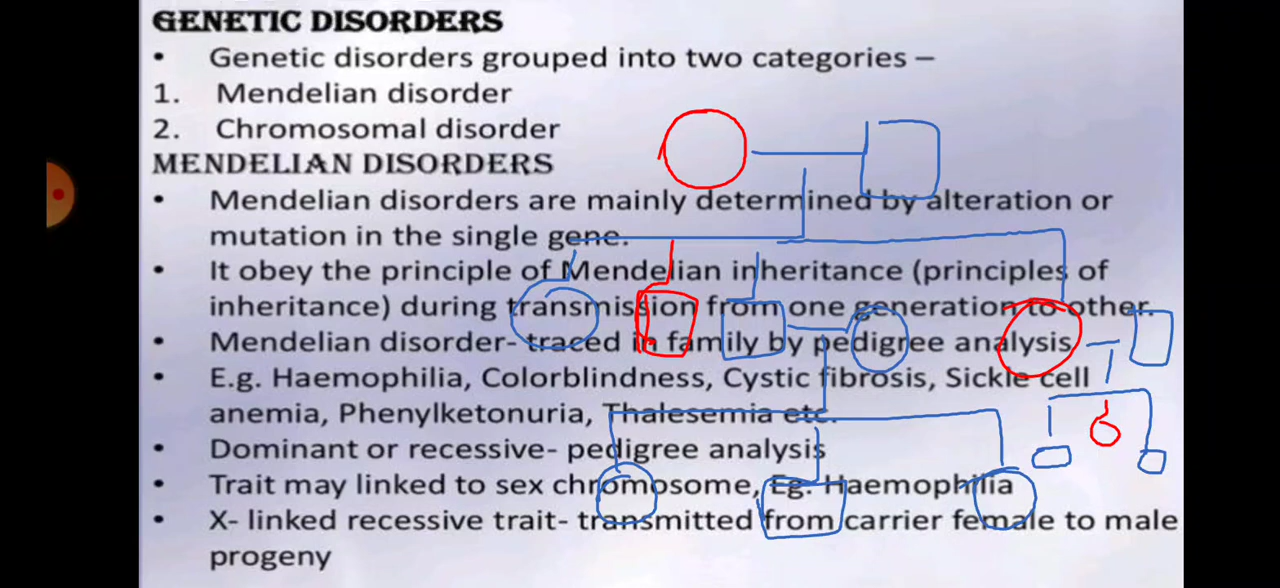 GENETIC DISORDERS
• Genetic disorders grouped into two categories –
1. Mendelian disorder
2. Chromosomal disorder
MENDELIAN DISORDERS
• Mendelian disorders are mainly determined by alteration or
mutation in the single gene.
• It obey the principle of Mendelian inheritance (principles of
inheritance) during transmission from one generation to other.
• Mendelian disorder- traced in family by pedigree analysis
• E.g. Haemophilia, Colorblindness, Cystic fibrosis, Sickle cell
anemia, Phenylketonuria, Thalesemia etc.
• Dominant or recessive- pedigree analysis
• Trait may linked to sex chromosome, Eg. Haemophilia
• X- linked recessive trait- transmitted from carrier female to male
progeny